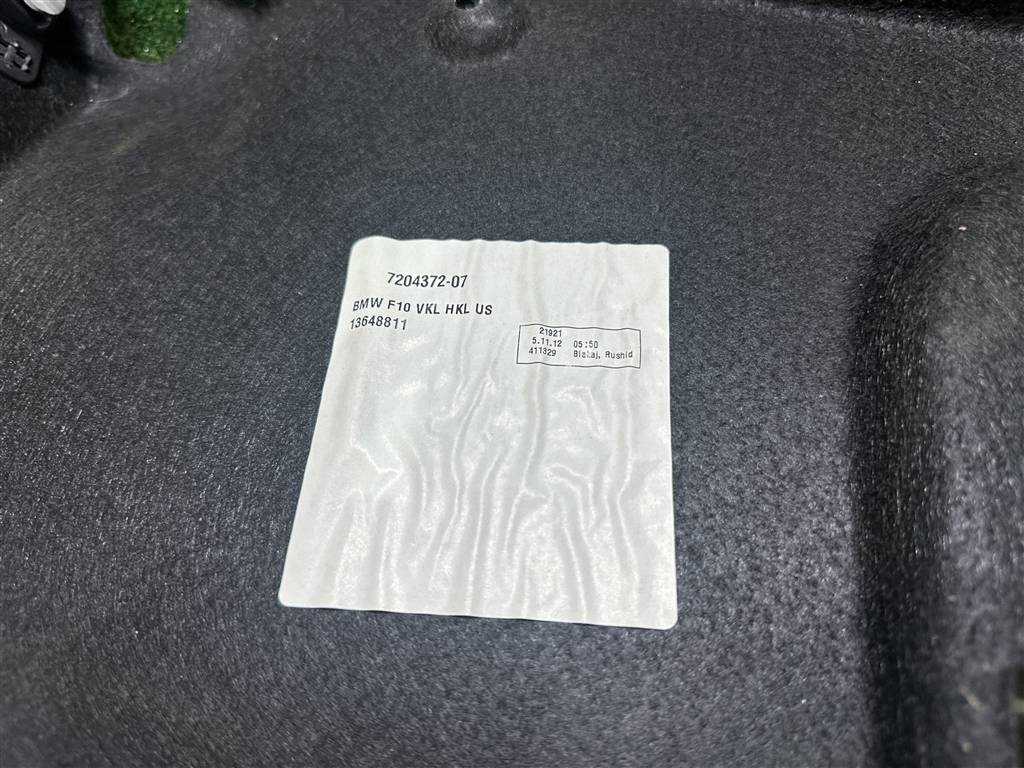 7204372-07
BMW F10 VKL HKL US
13648811
21921
5.11.12 05:50
411329 Blakaj, Rushid